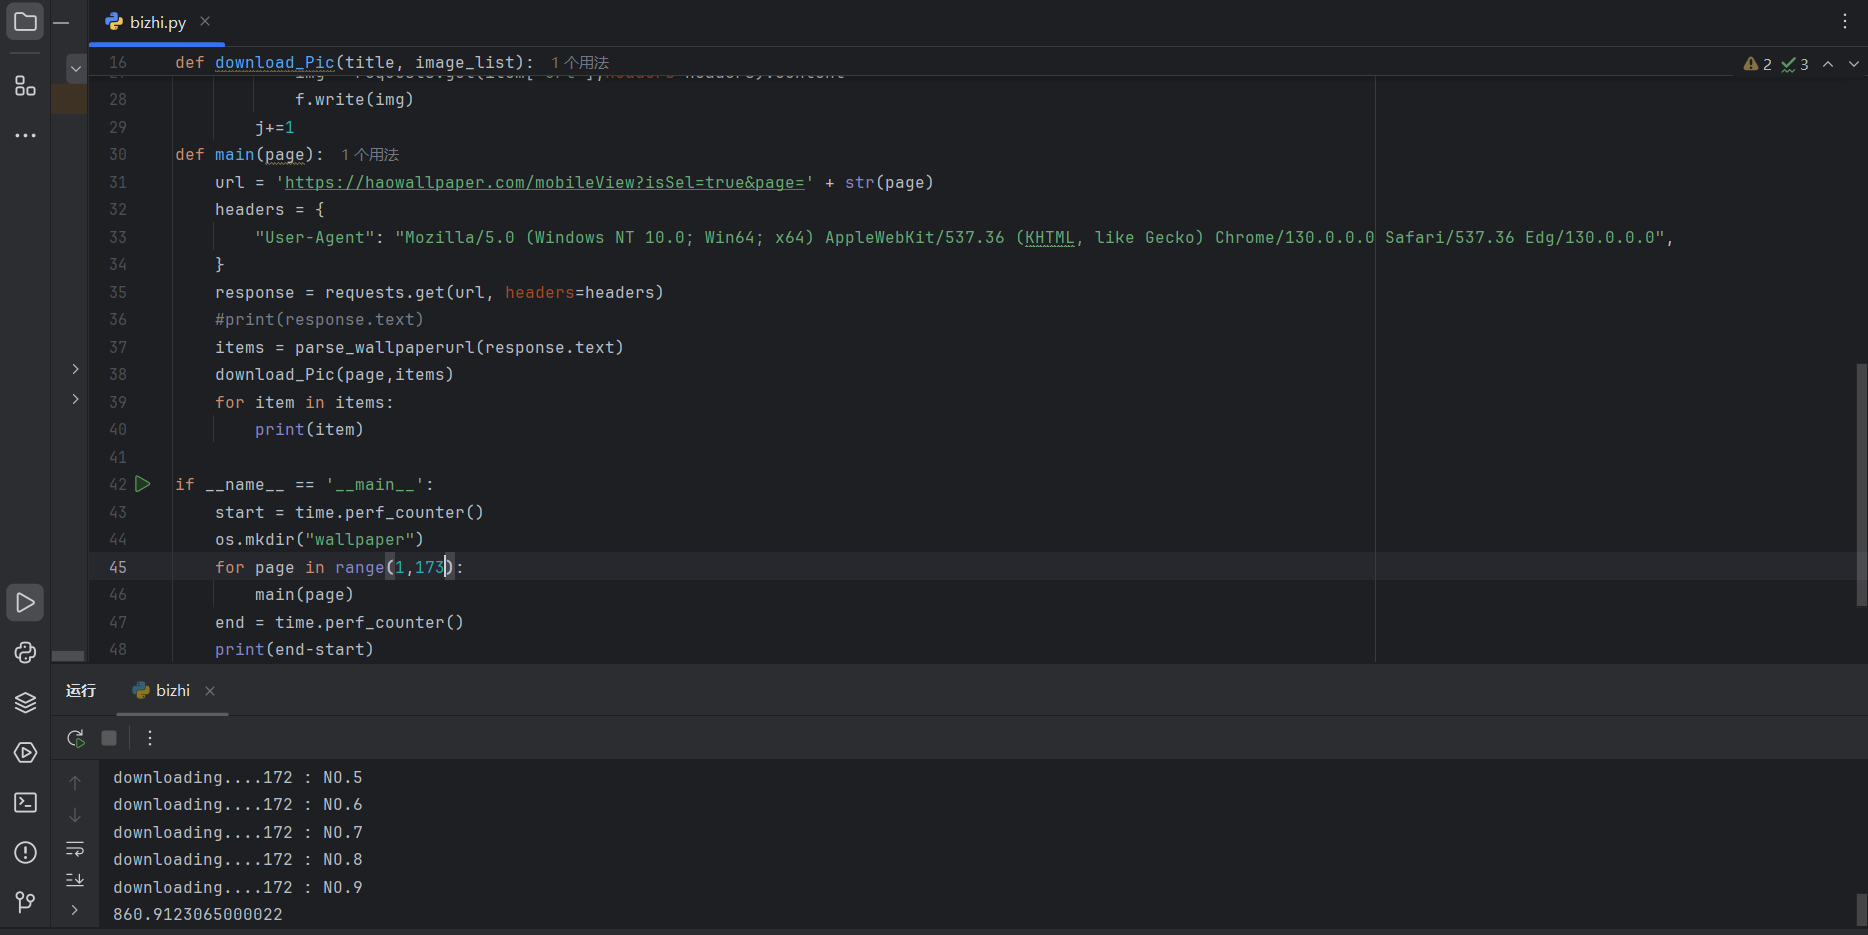 bizhi.py
16 def download_Pic(title, image_list): 1 个用法
2 3
28 f.write(img)
29 j+=1
30 def main(page): 1 个用法
31 url = 'https://haowallpaper.com/mobileView?isSel=true&page=' + str(page)
32 headers = {
33 "User-Agent": "Mozilla/5.0 (Windows NT 10.0; Win64; x64) AppleWebKit/537.36 (KHTML, like Gecko) Chrome/130.0.0.0 Safari/537.36 Edg/130.0.0.0",
34 }
35 response = requests.get(url, headers=headers)
36 #print(response.text)
37 items = parse_wallpaperurl(response.text)
38 download_Pic(page,items)
39 for item in items:
40 print(item)
41
42 if __name__ == '__main__':
43 start = time.perf_counter()
44 os.mkdir("wallpaper")
45 for page in range(1,173):
46 main(page)
47 end = time.perf_counter()
48 print(end-start)
运行 bizhi
downloading....172 : NO.5
downloading....172 : NO.6
downloading....172 : NO.7
downloading....172 : NO.8
downloading....172 : NO.9
860.9123065000022